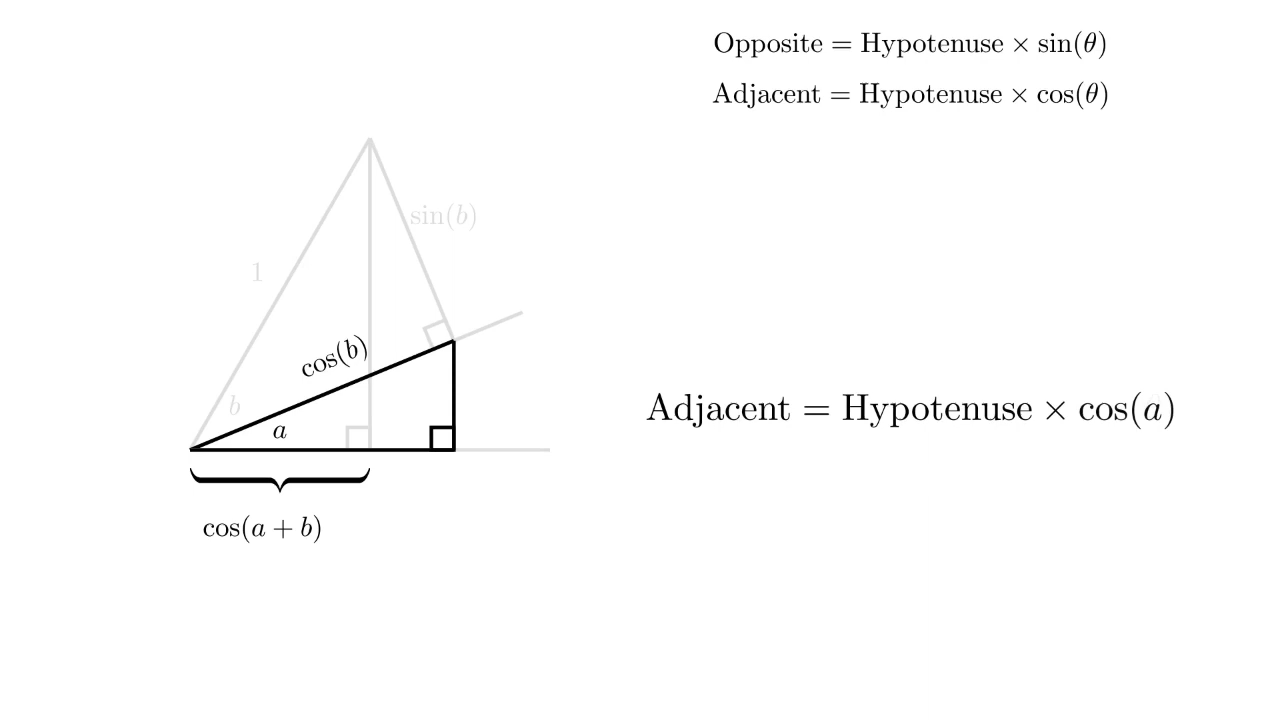 Opposite = Hypotenuse × sin(θ)
Adjacent = Hypotenuse × cos(θ)
sin(b)
1
cos(b)
b
a
Adjacent = Hypotenuse × cos(a)
cos(a + b)